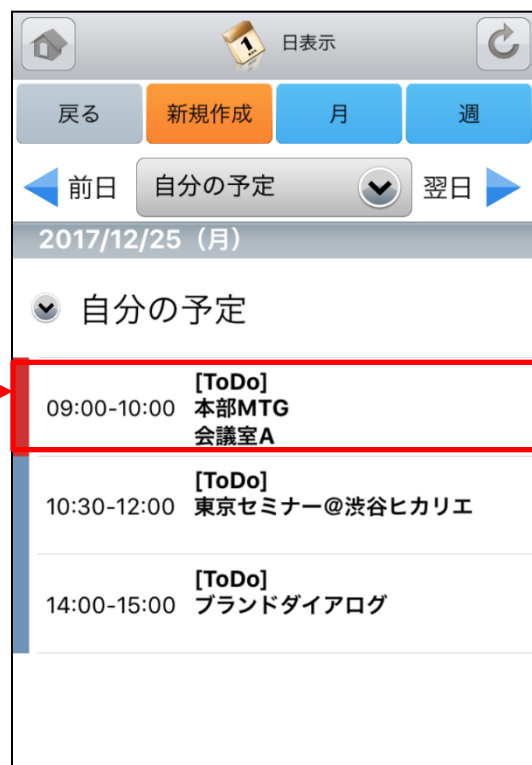 1
日表示
戻る
新規作成
月
週
前日
自分の予定
翌日
2017/12/25（月）
自分の予定
09:00-10:00
[ToDo]
本部MTG
会議室A
10:30-12:00
[ToDo]
東京セミナー@渋谷ヒカリエ
14:00-15:00
[ToDo]
ブランドダイアログ